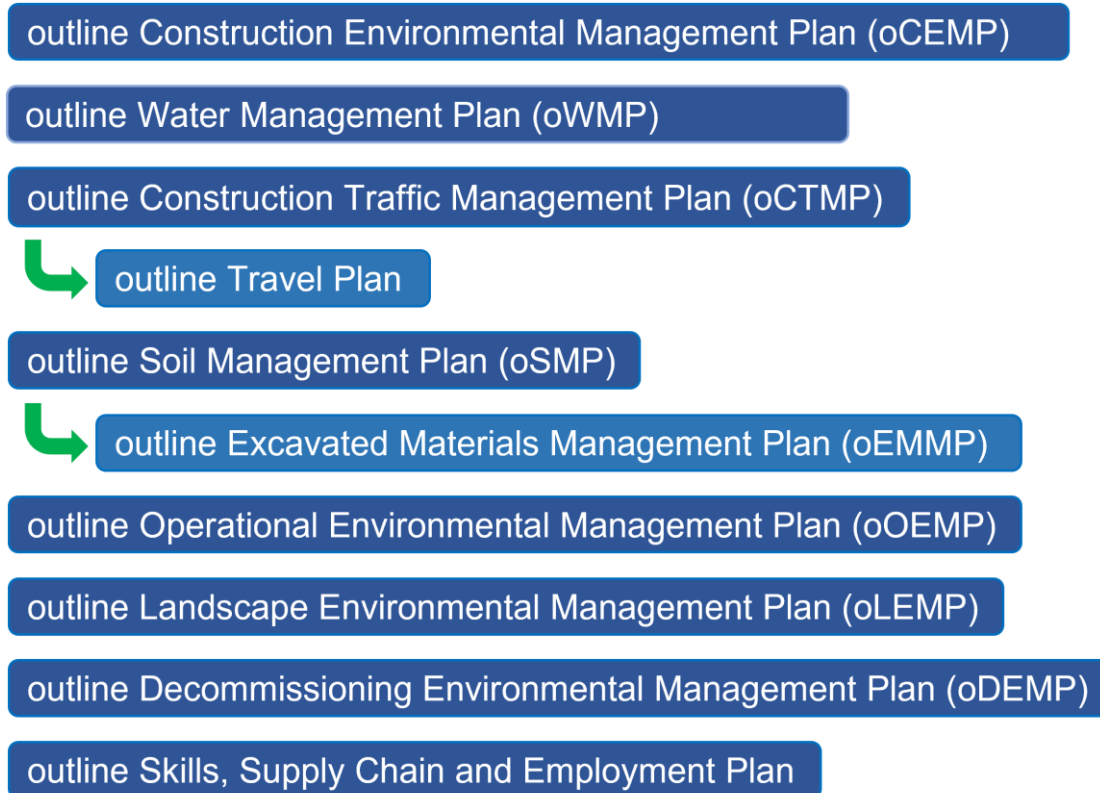 outline Construction Environmental Management Plan (oCEMP)
outline Water Management Plan (oWMP)
outline Construction Traffic Management Plan (oCTMP)
outline Travel Plan
outline Soil Management Plan (oSMP)
outline Excavated Materials Management Plan (oEMMP)
outline Operational Environmental Management Plan (oOEMP)
outline Landscape Environmental Management Plan (oLEMP)
outline Decommissioning Environmental Management Plan (oDEMP)
outline Skills, Supply Chain and Employment Plan